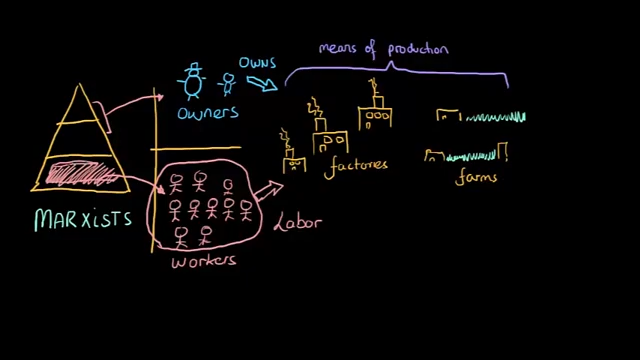 means of production
OWNS
Owners
factories
farms
MARXISTS
Labor
workers